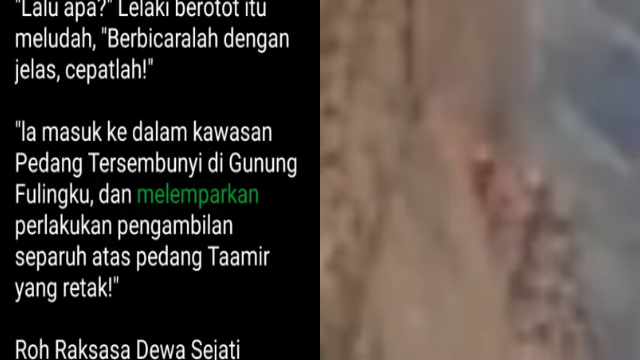 "Lalu apa?" Lelaki berotot itu
meludah, "Berbicaralah dengan
jelas, cepatlah!"
"Ia masuk ke dalam kawasan
Pedang Tersembunyi di Gunung
Fulingku, dan melemparkan
perlakukan pengambilan
separuh atas pedang Taamir
yang retak!"
Roh Raksasa Dewa Sejati